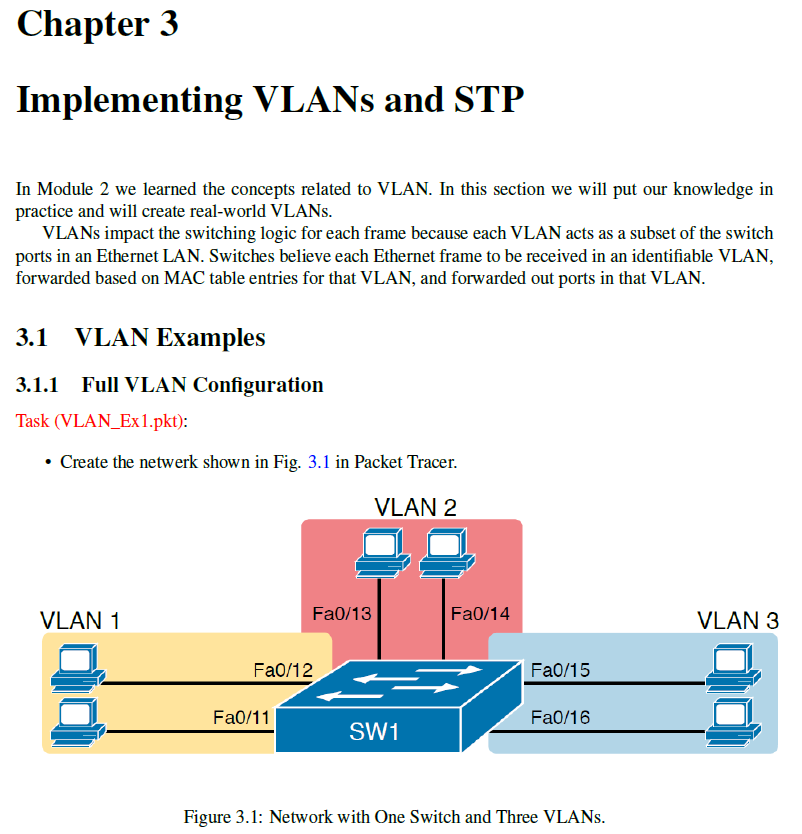 Chapter 3
Implementing VLANs and STP
In Module 2 we learned the concepts related to VLAN. In this section we will put our knowledge in
practice and will create real-world VLANs.
VLANs impact the switching logic for each frame because each VLAN acts as a subset of the switch
ports in an Ethernet LAN. Switches believe each Ethernet frame to be received in an identifiable VLAN,
forwarded based on MAC table entries for that VLAN, and forwarded out ports in that VLAN.
3.1 VLAN Examples
3.1.1 Full VLAN Configuration
Task (VLAN_Ex1.pkt):
• Create the netwerk shown in Fig. 3.1 in Packet Tracer.
VLAN 2
Fa0/13
Fa0/14
VLAN 1
VLAN 3
Fa0/12
Fa0/15
Fa0/11
Fa0/16
SW1
Figure 3.1: Network with One Switch and Three VLANs.